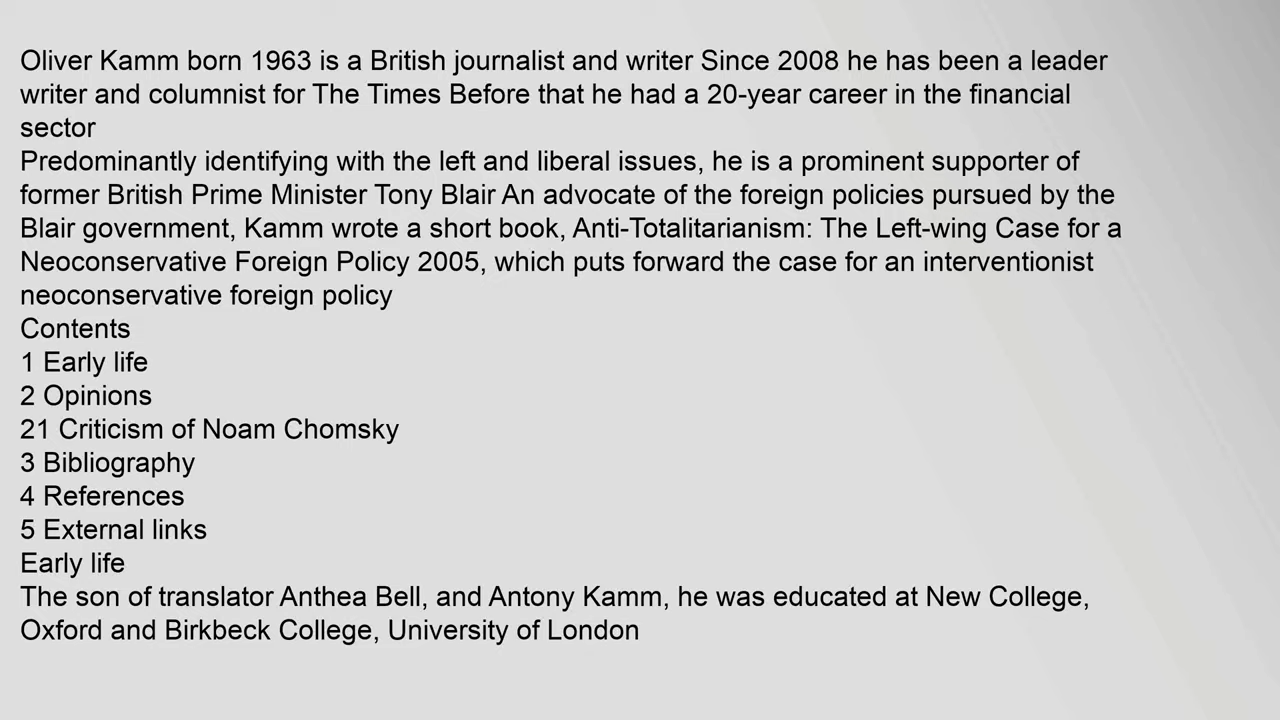 Oliver Kamm born 1963 is a British journalist and writer Since 2008 he has been a leader
writer and columnist for The Times Before that he had a 20-year career in the financial
sector
Predominantly identifying with the left and liberal issues, he is a prominent supporter of
former British Prime Minister Tony Blair An advocate of the foreign policies pursued by the
Blair government, Kamm wrote a short book, Anti-Totalitarianism: The Left-wing Case for a
Neoconservative Foreign Policy 2005, which puts forward the case for an interventionist
neoconservative foreign policy
Contents
1 Early life
2 Opinions
21 Criticism of Noam Chomsky
3 Bibliography
4 References
5 External links
Early life
The son of translator Anthea Bell, and Antony Kamm, he was educated at New College,
Oxford and Birkbeck College, University of London